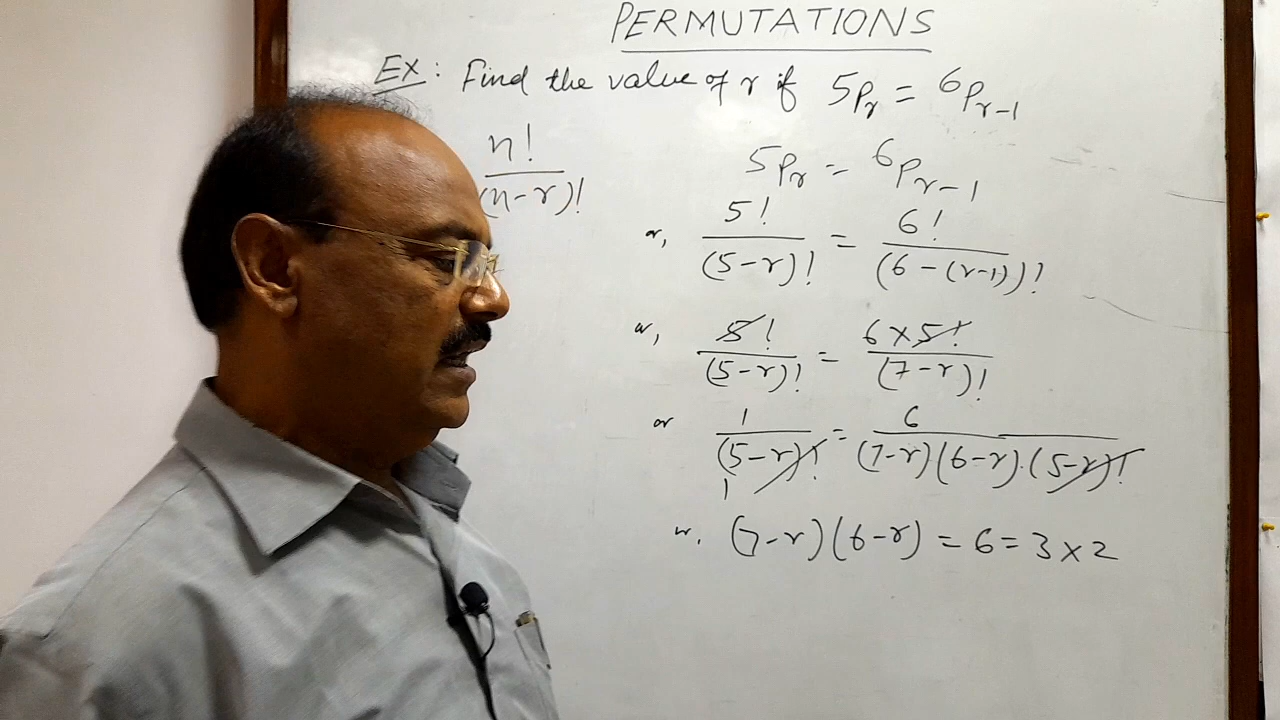 PERMUTATIONS
Ex: Find the value of r if 5Pr = 6Pr-1
n!
(n-r)!
5Pr = 6Pr-1
or, 5! / (5-r)! = 6! / (6-(r-1))!
or, 5! / (5-r)! = 6×5! / (7-r)!
or 1 / (5-r)! = 6 / (7-r)(6-r).(5-r)!
1
or, (7-r)(6-r) = 6 = 3×2